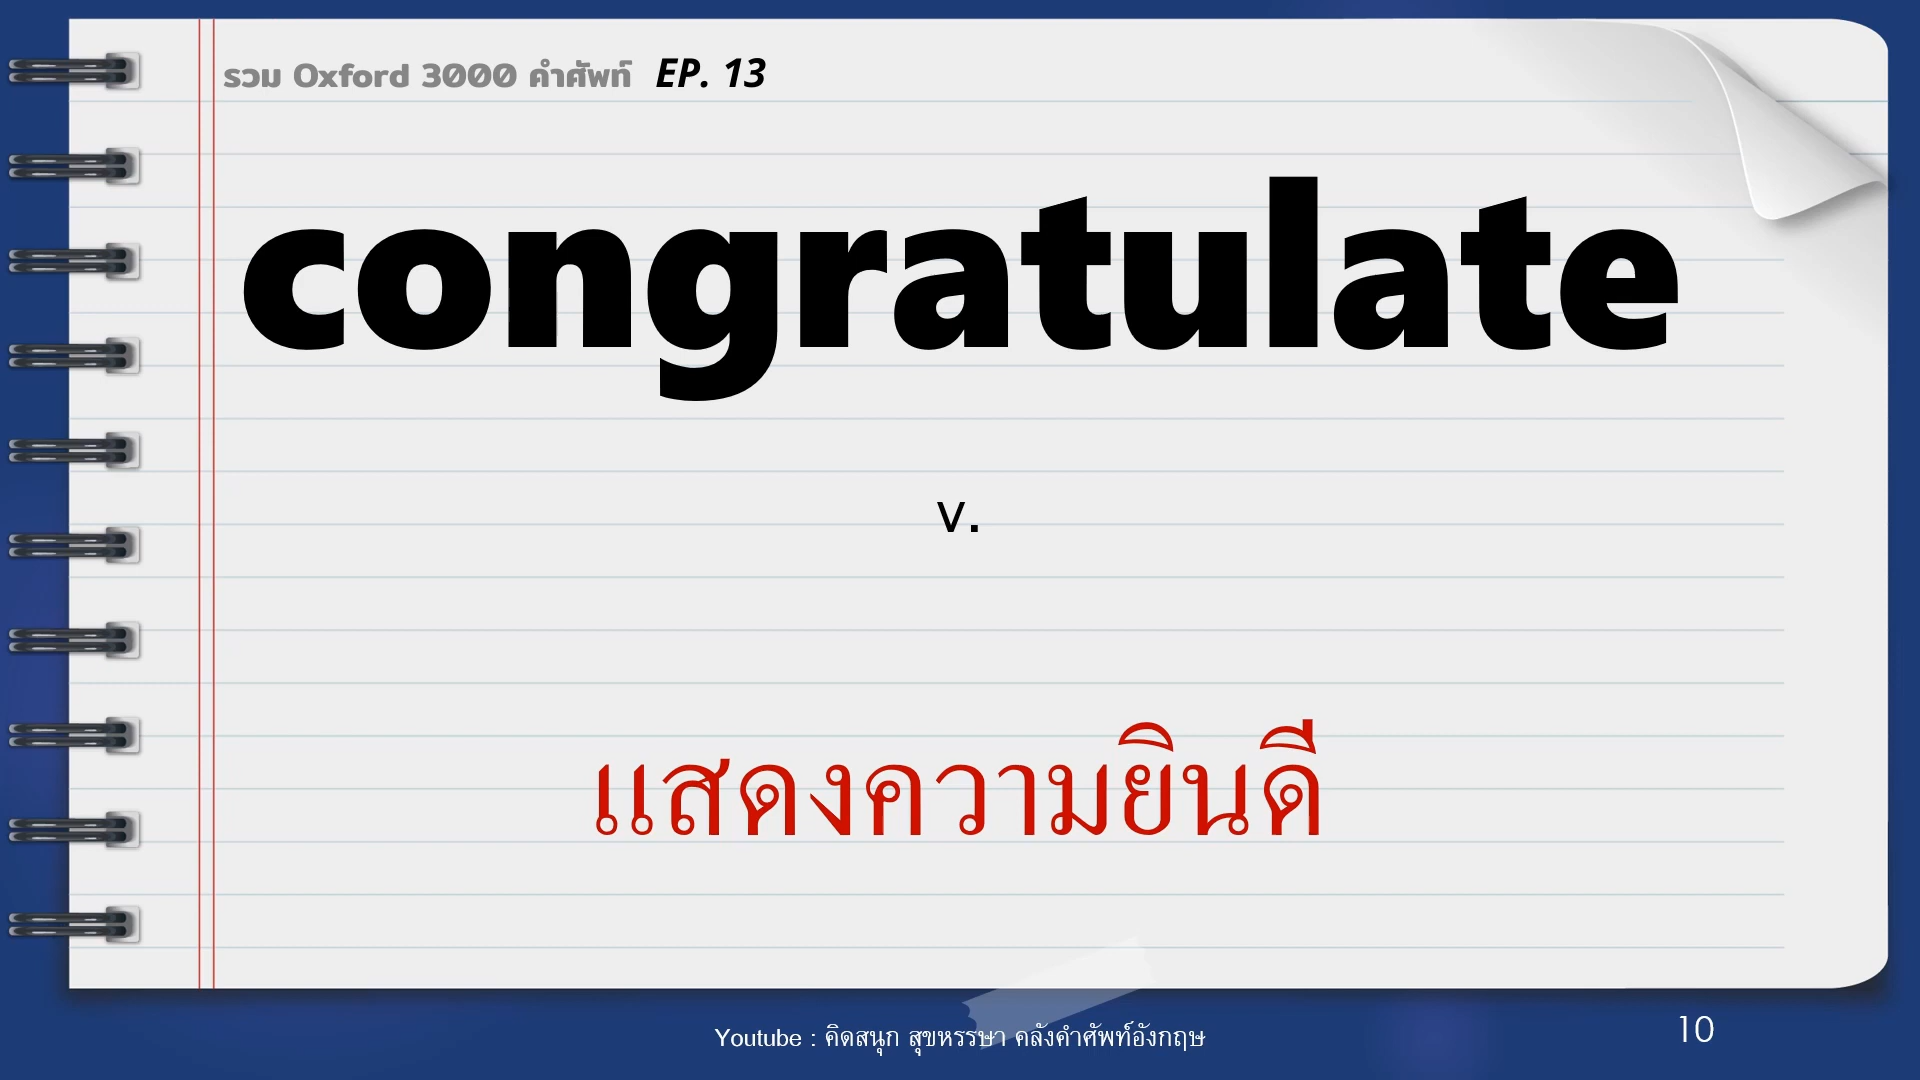 รวม Oxford 3000 คำศัพท์ EP. 13
congratulate
v.
แสดงความยินดี
Youtube : คิดสนุก สุขหรรษา คลังคำศัพท์อังกฤษ
10